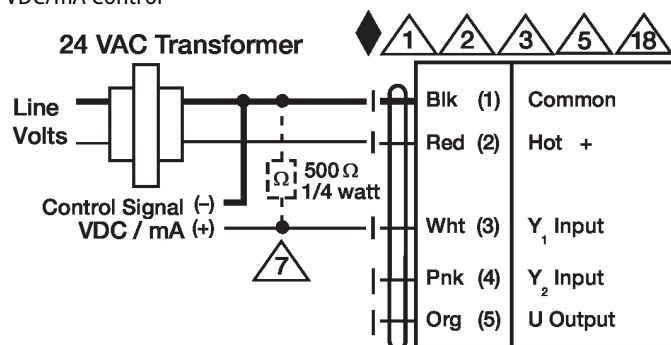 VDC/mA Control
24 VAC Transformer
1 2 3 5 18
Line
Volts
Blk (1) Common
Red (2) Hot +
Ω 500 Ω
1/4 watt
Control Signal (–)
VDC / mA (+)
Wht (3) Y1 Input
7
Pnk (4) Y2 Input
Org (5) U Output